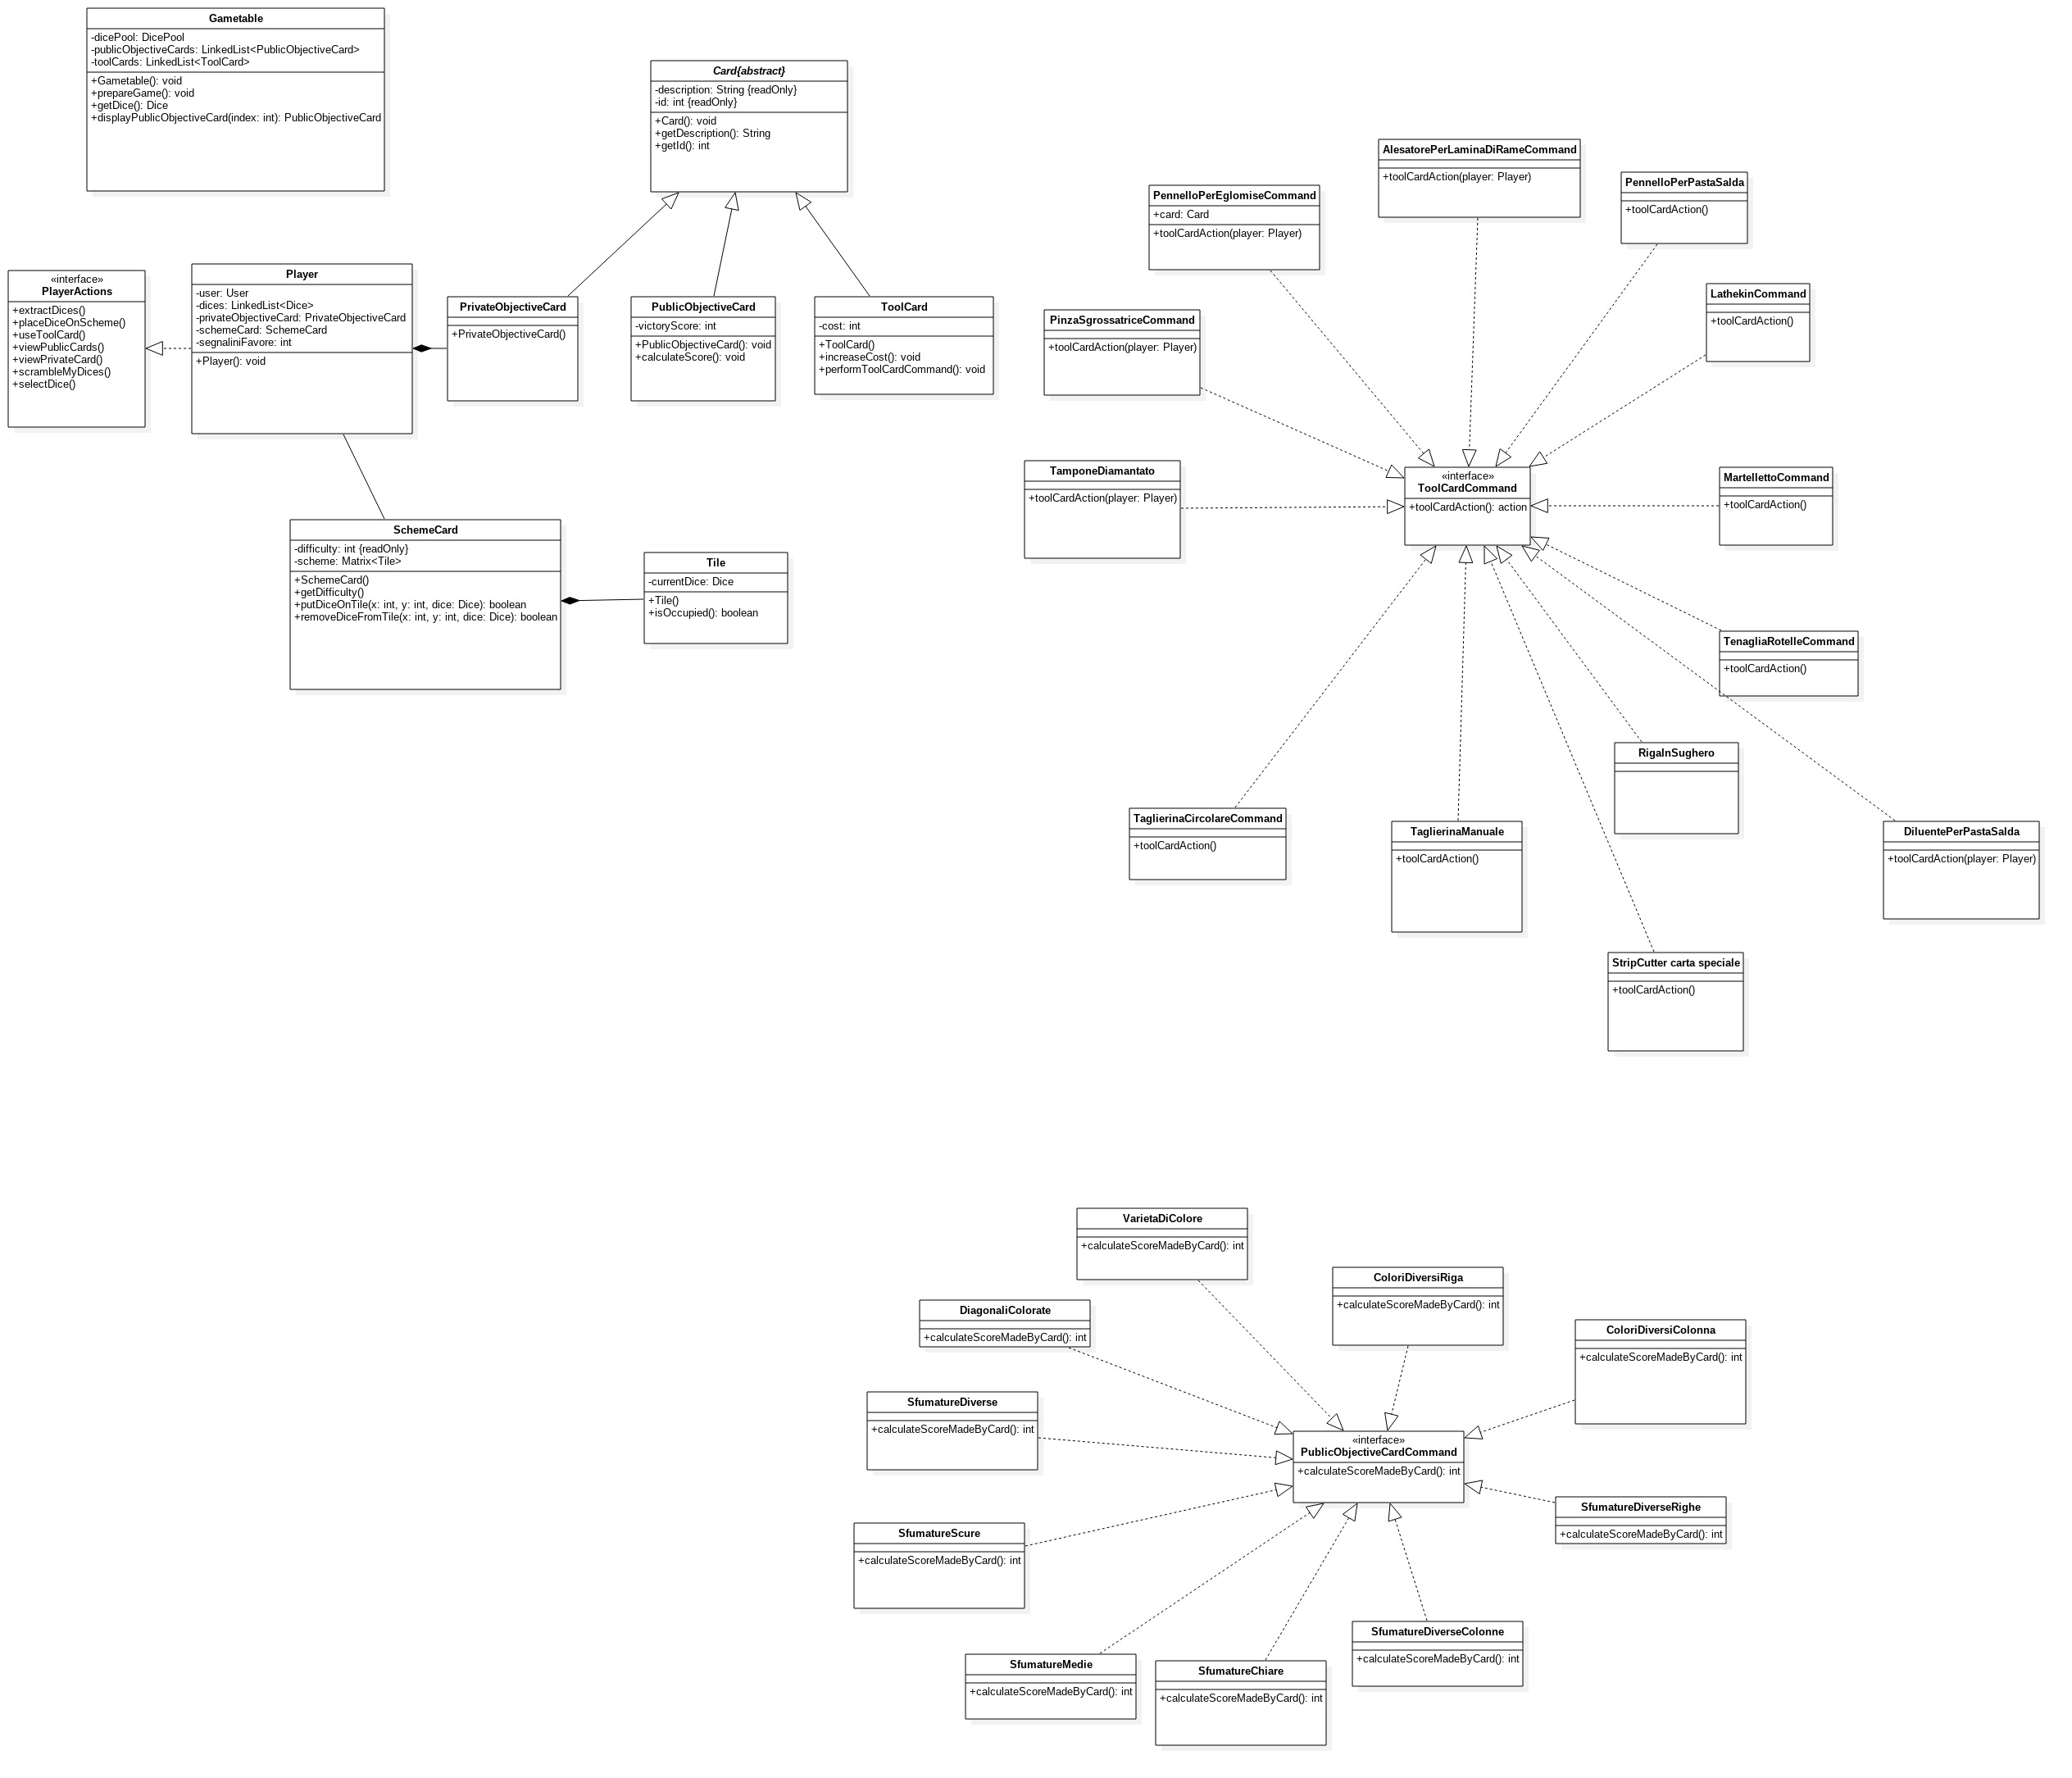 Gametable
-dicePool: DicePool
-publicObjectiveCards: LinkedList<PublicObjectiveCard>
-toolCards: LinkedList<ToolCard>
+Gametable(): void
+prepareGame(): void
+getDice(): Dice
+displayPublicObjectiveCard(index: int): PublicObjectiveCard
Card{abstract}
-description: String {readOnly}
-id: int {readOnly}
+Card(): void
+getDescription(): String
+getId(): int
«interface»
PlayerActions
+extractDices()
+placeDiceOnScheme()
+useToolCard()
+viewPublicCards()
+viewPrivateCard()
+scrambleMyDices()
+selectDice()
Player
-user: User
-dices: LinkedList<Dice>
-privateObjectiveCard: PrivateObjectiveCard
-schemeCard: SchemeCard
-segnaliniFavore: int
+Player(): void
PrivateObjectiveCard
+PrivateObjectiveCard()
PublicObjectiveCard
-victoryScore: int
+PublicObjectiveCard(): void
+calculateScore(): void
ToolCard
-cost: int
+ToolCard()
+increaseCost(): void
+performToolCardCommand(): void
SchemeCard
-difficulty: int {readOnly}
-scheme: Matrix<Tile>
+SchemeCard()
+getDifficulty()
+putDiceOnTile(x: int, y: int, dice: Dice): boolean
+removeDiceFromTile(x: int, y: int, dice: Dice): boolean
Tile
-currentDice: Dice
+Tile()
+isOccupied(): boolean
AlesatorePerLaminaDiRameCommand
+toolCardAction(player: Player)
PennelloPerEglomiseCommand
+card: Card
+toolCardAction(player: Player)
PennelloPerPastaSalda
+toolCardAction()
LathekinCommand
+toolCardAction()
PinzaSgrossatriceCommand
+toolCardAction(player: Player)
TamponeDiamantato
+toolCardAction(player: Player)
«interface»
ToolCardCommand
+toolCardAction(): action
MartellettoCommand
+toolCardAction()
TenagliaRotelleCommand
+toolCardAction()
RigaInSughero
TaglierinaCircolareCommand
+toolCardAction()
TaglierinaManuale
+toolCardAction()
DiluentePerPastaSalda
+toolCardAction(player: Player)
StripCutter carta speciale
+toolCardAction()
VarietaDiColore
+calculateScoreMadeByCard(): int
ColoriDiversiRiga
+calculateScoreMadeByCard(): int
DiagonaliColorate
+calculateScoreMadeByCard(): int
ColoriDiversiColonna
+calculateScoreMadeByCard(): int
SfumatureDiverse
+calculateScoreMadeByCard(): int
«interface»
PublicObjectiveCardCommand
+calculateScoreMadeByCard(): int
SfumatureDiverseRighe
+calculateScoreMadeByCard(): int
SfumatureScure
+calculateScoreMadeByCard(): int
SfumatureDiverseColonne
+calculateScoreMadeByCard(): int
SfumatureMedie
+calculateScoreMadeByCard(): int
SfumatureChiare
+calculateScoreMadeByCard(): int